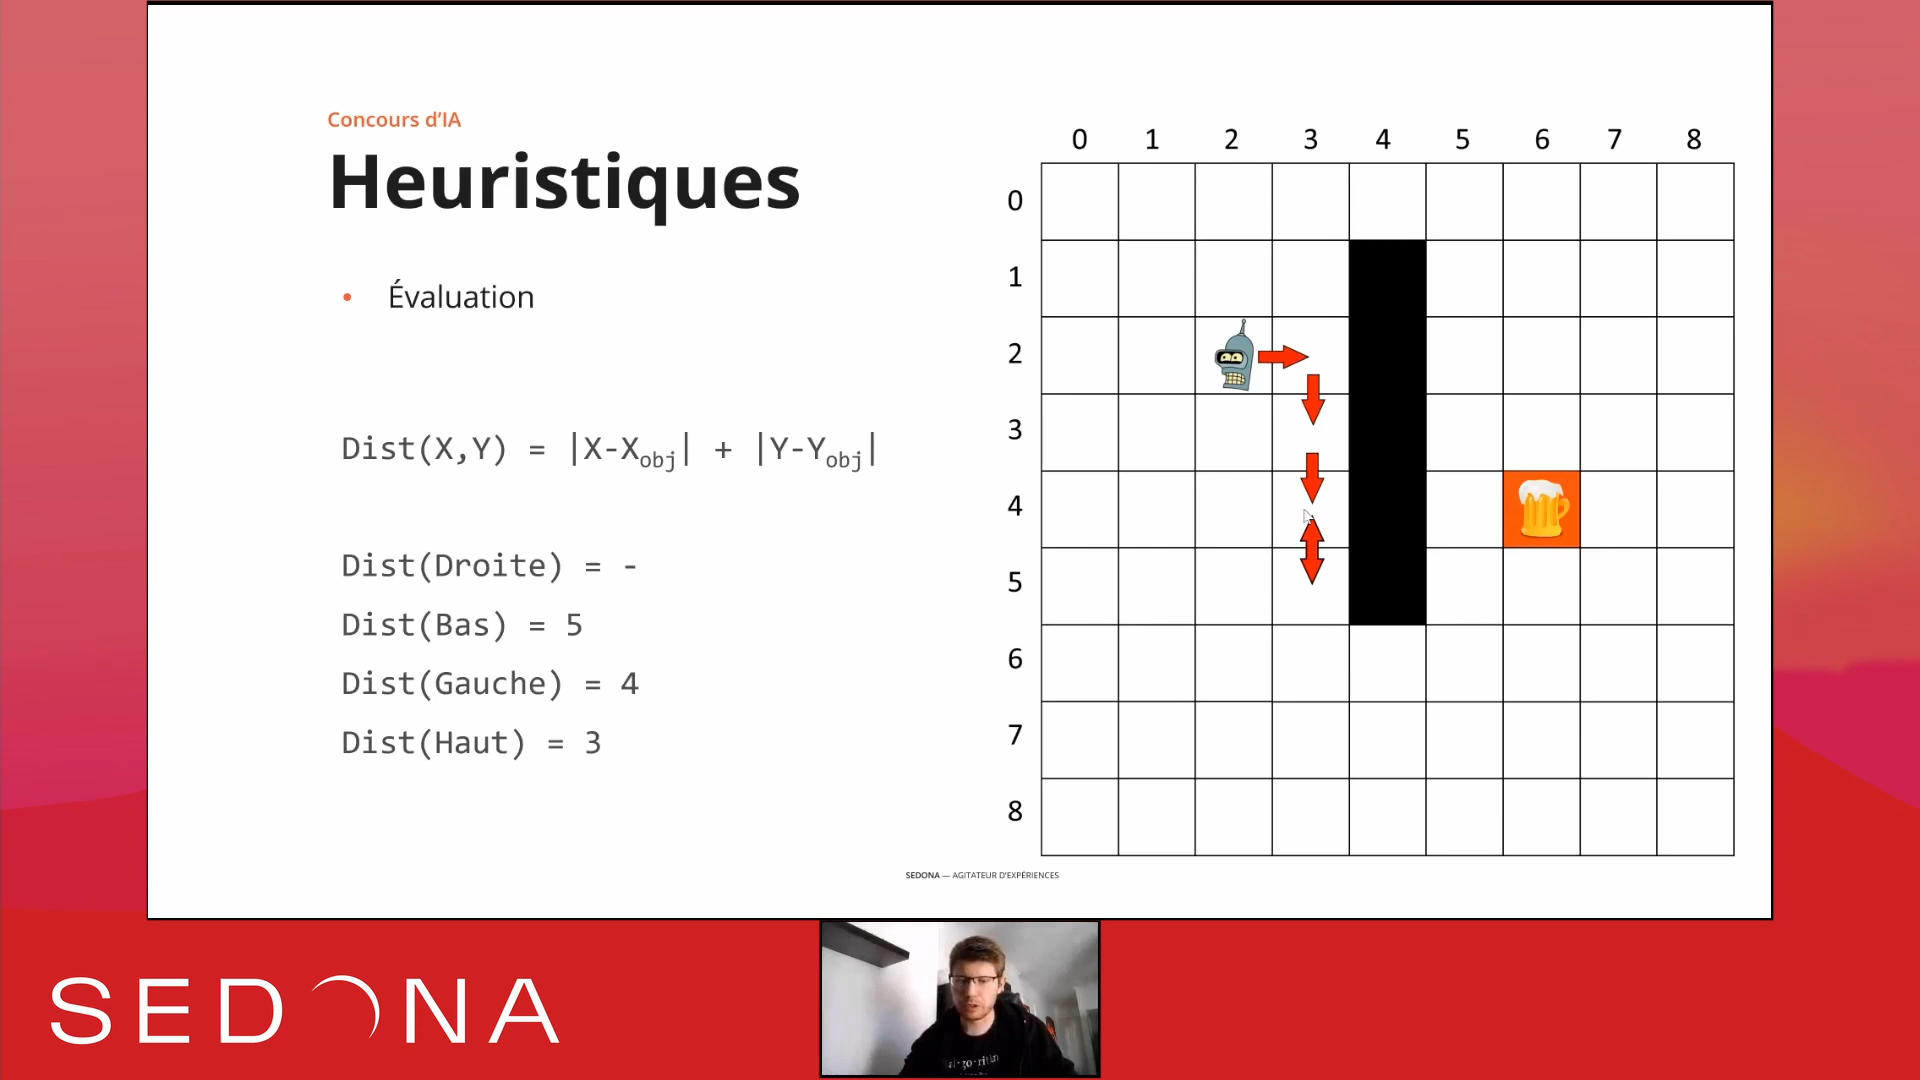 Concours d’IA
Heuristiques
• Évaluation
Dist(X,Y) = |X-Xobj| + |Y-Yobj|
Dist(Droite) = -
Dist(Bas) = 5
Dist(Gauche) = 4
Dist(Haut) = 3
0 1 2 3 4 5 6 7 8
0
1
2
3
4
5
6
7
8
SEDONA — AGITATEUR D'EXPÉRIENCES
SEDONA